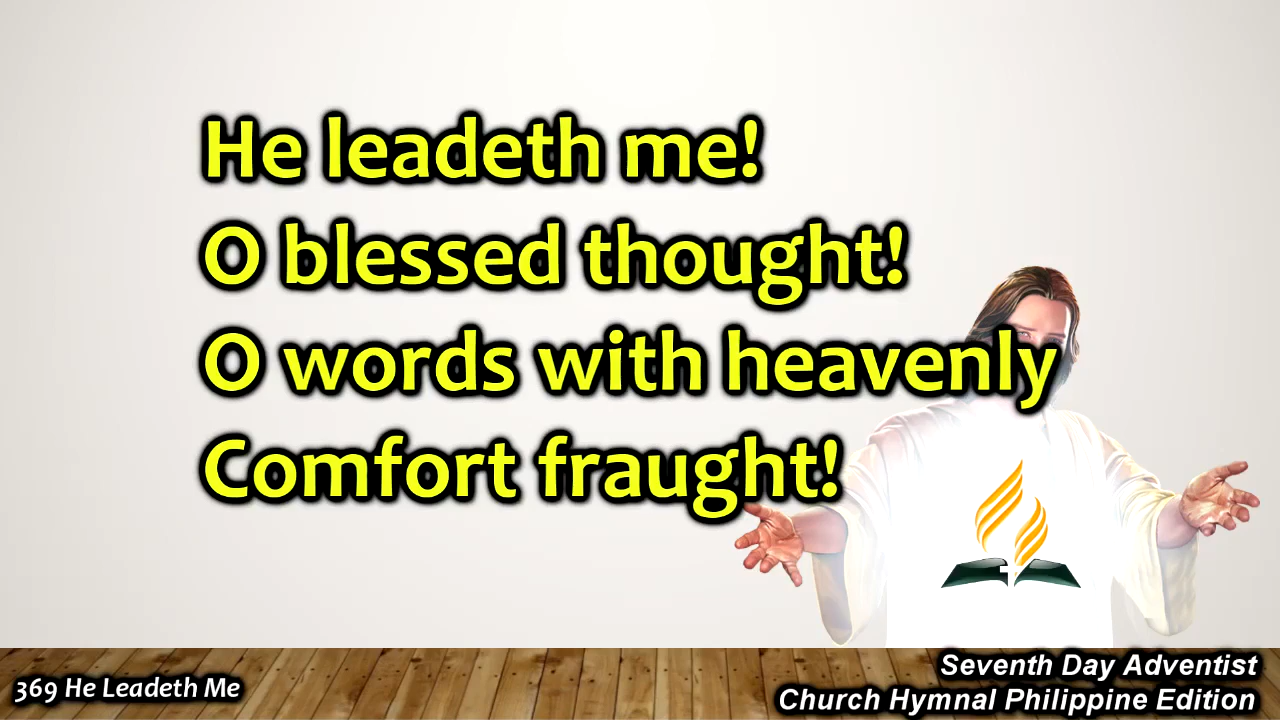 He leadeth me!
O blessed thought!
O words with heavenly
Comfort fraught!
369 He Leadeth Me
Seventh Day Adventist
Church Hymnal Philippine Edition